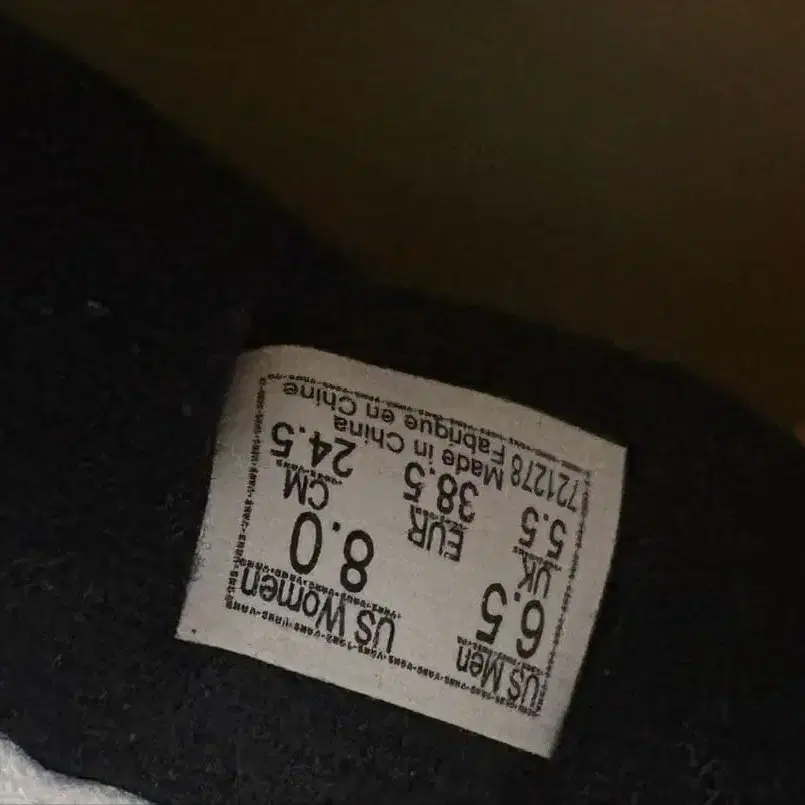 US Men US Women
6.5 8.0
UK EUR CM
5.5 38.5 24.5
721278 Made in China
Fabrique en Chine